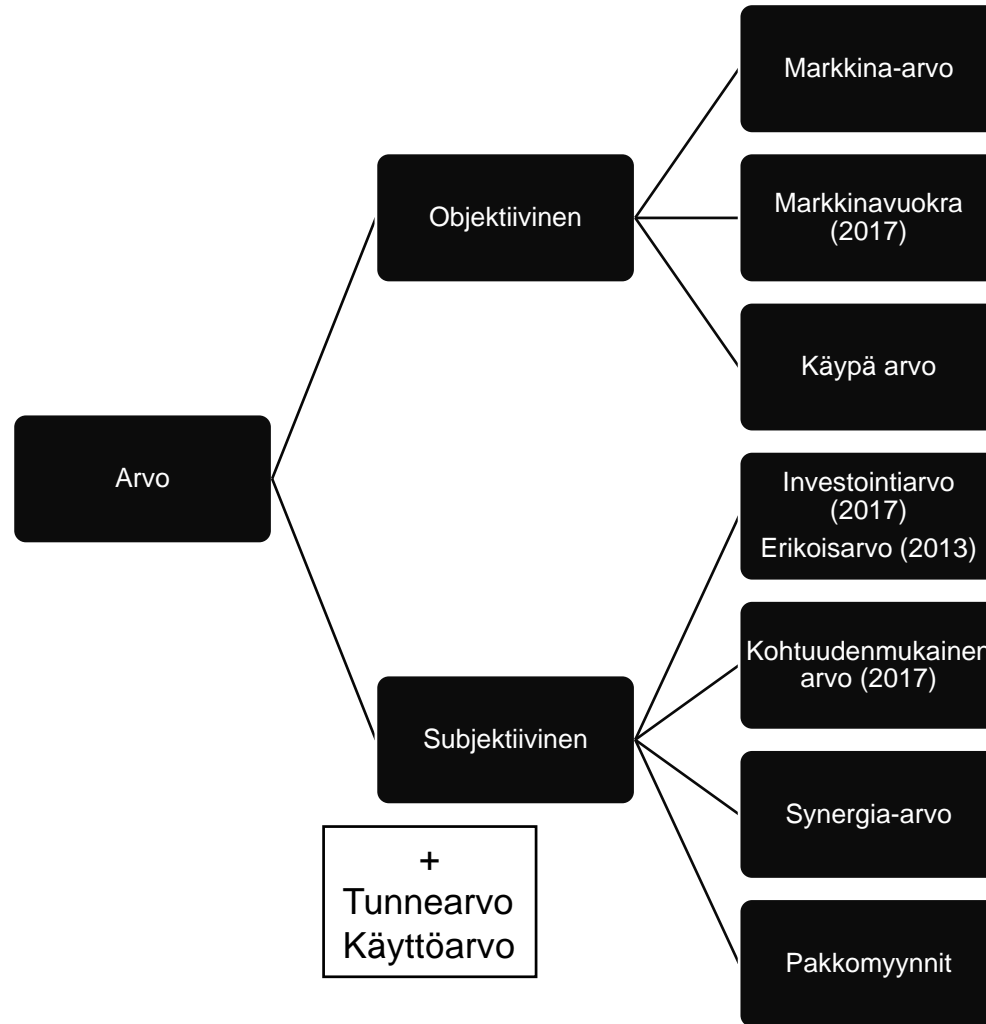 Arvo
Objektiivinen
Markkina-arvo
Markkinavuokra
(2017)
Käypä arvo
Subjektiivinen
+
Tunnearvo
Käyttöarvo
Investointiarvo
(2017)
Erikoisarvo (2013)
Kohtuudenmukainen
arvo (2017)
Synergia-arvo
Pakkomyynnit